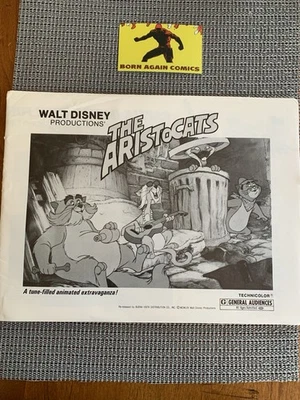 BORN AGAIN COMICS
WALT DISNEY
PRODUCTIONS'
THE
ARISTOCATS
A tune-filled animated extravaganza!
TECHNICOLOR®
G GENERAL AUDIENCES